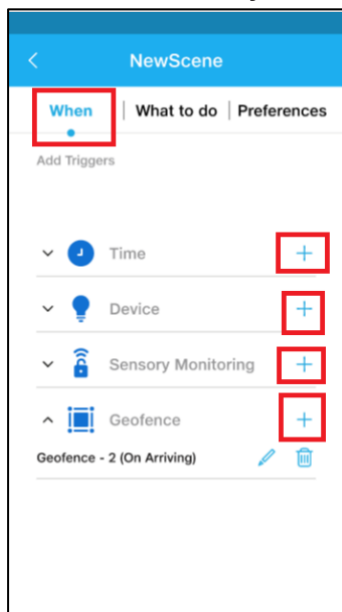 NewScene
When | What to do | Preferences
Add Triggers
Time
Device
Sensory Monitoring
Geofence
Geofence - 2 (On Arriving)